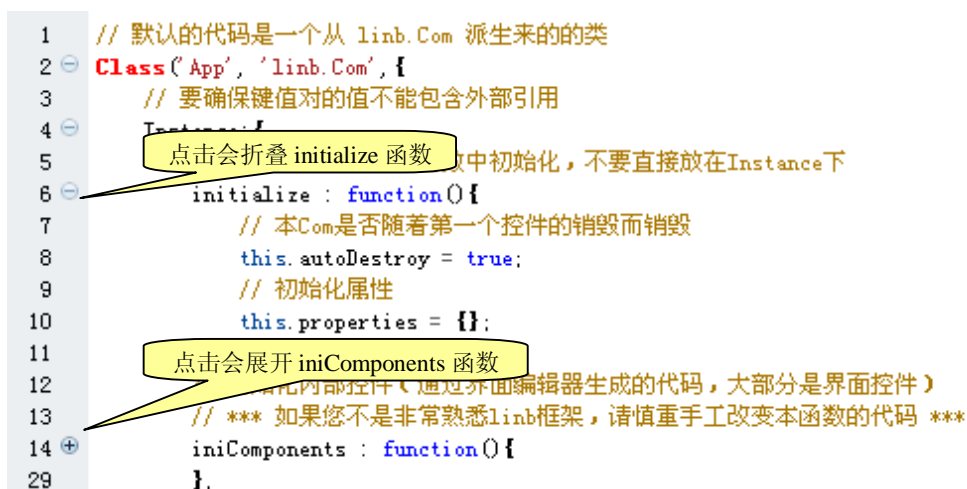 1 // 默认的代码是一个从 linb.Com 派生来的的类
2 Class('App', 'linb.Com',{
3 // 要确保键值对的值不能包含外部引用
4 Instance:{
点击会折叠 initialize 函数
5 数中初始化，不要直接放在Instance下
6 initialize : function(){
7 // 本Com是否随着第一个控件的销毁而销毁
8 this.autoDestroy = true;
9 // 初始化属性
10 this.properties = {};
11
点击会展开 iniComponents 函数
12 始化内部控件(通过界面编辑器生成的代码，大部分是界面控件)
13 // *** 如果您不是非常熟悉linb框架，请慎重手工改变本函数的代码 ***
14 iniComponents : function(){
29 },